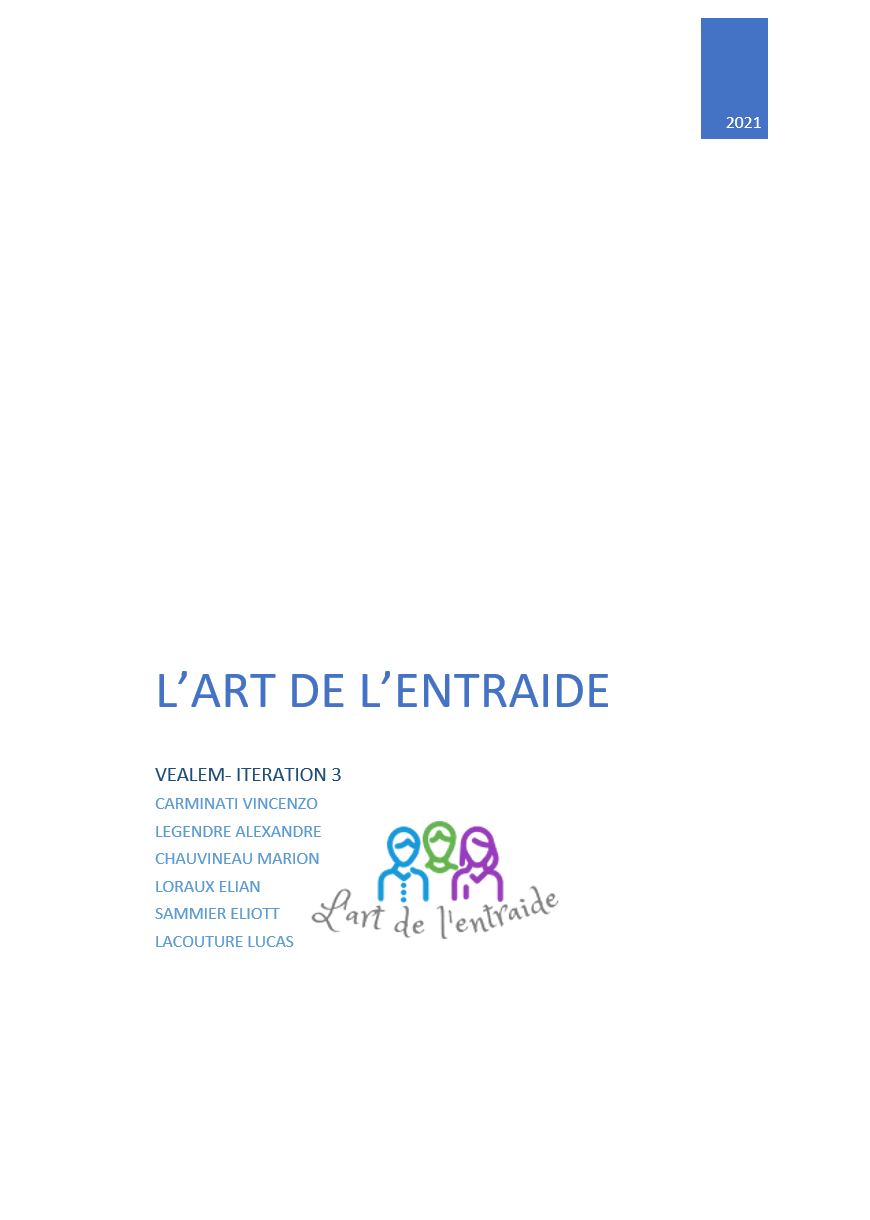 2021
L’ART DE L’ENTRAIDE
VEALEM- ITERATION 3
CARMINATI VINCENZO
LEGENDRE ALEXANDRE
CHAUVINEAU MARION
LORAUX ELIAN
SAMMIER ELIOTT
LACOUTURE LUCAS
L'art de l'entraide